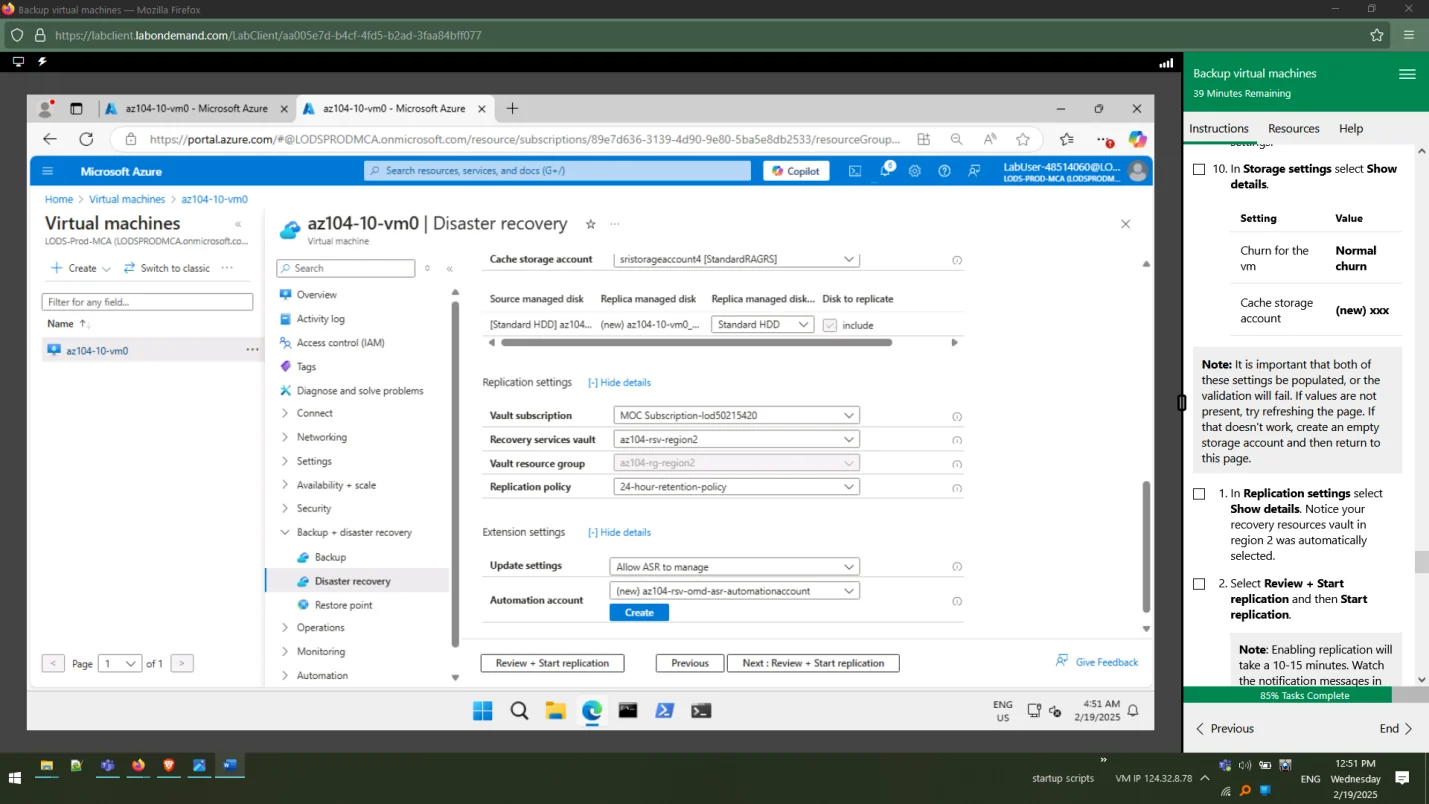 Backup virtual machines — Mozilla Firefox
https://labclient.labondemand.com/LabClient/aa005e7d-b4cf-4fd5-b2ad-3faa84bff077
az104-10-vm0 - Microsoft Azure
az104-10-vm0 - Microsoft Azure
https://portal.azure.com/#@LODSPRODMCA.onmicrosoft.com/resource/subscriptions/89e7d636-3139-4d90-9e80-5ba5e8db2533/resourceGroup...
Microsoft Azure
Search resources, services, and docs (G+/)
Copilot
6
LabUser-48514060@LO...
LODS-PROD-MCA (LODSPRODM...
Home > Virtual machines > az104-10-vm0
Virtual machines
LODS-Prod-MCA (LODSPRODMCA.onmicrosoft.co...
Create
Switch to classic
Filter for any field...
Name
az104-10-vm0
Page 1 of 1
az104-10-vm0 | Disaster recovery
Virtual machine
Search
Overview
Activity log
Access control (IAM)
Tags
Diagnose and solve problems
Connect
Networking
Settings
Availability + scale
Security
Backup + disaster recovery
Backup
Disaster recovery
Restore point
Operations
Monitoring
Automation
Cache storage account sristorageaccount4 [StandardRAGRS]
Source managed disk Replica managed disk Replica managed disk... Disk to replicate
[Standard HDD] az104... (new) az104-10-vm0_... Standard HDD include
Replication settings [-] Hide details
Vault subscription MOC Subscription-lod50215420
Recovery services vault az104-rsv-region2
Vault resource group az104-rg-region2
Replication policy 24-hour-retention-policy
Extension settings [-] Hide details
Update settings Allow ASR to manage
Automation account (new) az104-rsv-omd-asr-automationaccount
Create
Review + Start replication
Previous
Next : Review + Start replication
Give Feedback
ENG
US
4:51 AM
2/19/2025
Backup virtual machines
39 Minutes Remaining
Instructions
Resources
Help
settings.
10. In Storage settings select Show
details.
Setting Value
Churn for the
vm
Normal
churn
Cache storage
account
(new) xxx
Note: It is important that both of
these settings be populated, or the
validation will fail. If values are not
present, try refreshing the page. If
that doesn't work, create an empty
storage account and then return to
this page.
1. In Replication settings select
Show details. Notice your
recovery resources vault in
region 2 was automatically
selected.
2. Select Review + Start
replication and then Start
replication.
Note: Enabling replication will
take a 10-15 minutes. Watch
the notification messages in
85% Tasks Complete
Previous
End
startup scripts
VM IP 124.32.8.78
ENG
12:51 PM
Wednesday
2/19/2025